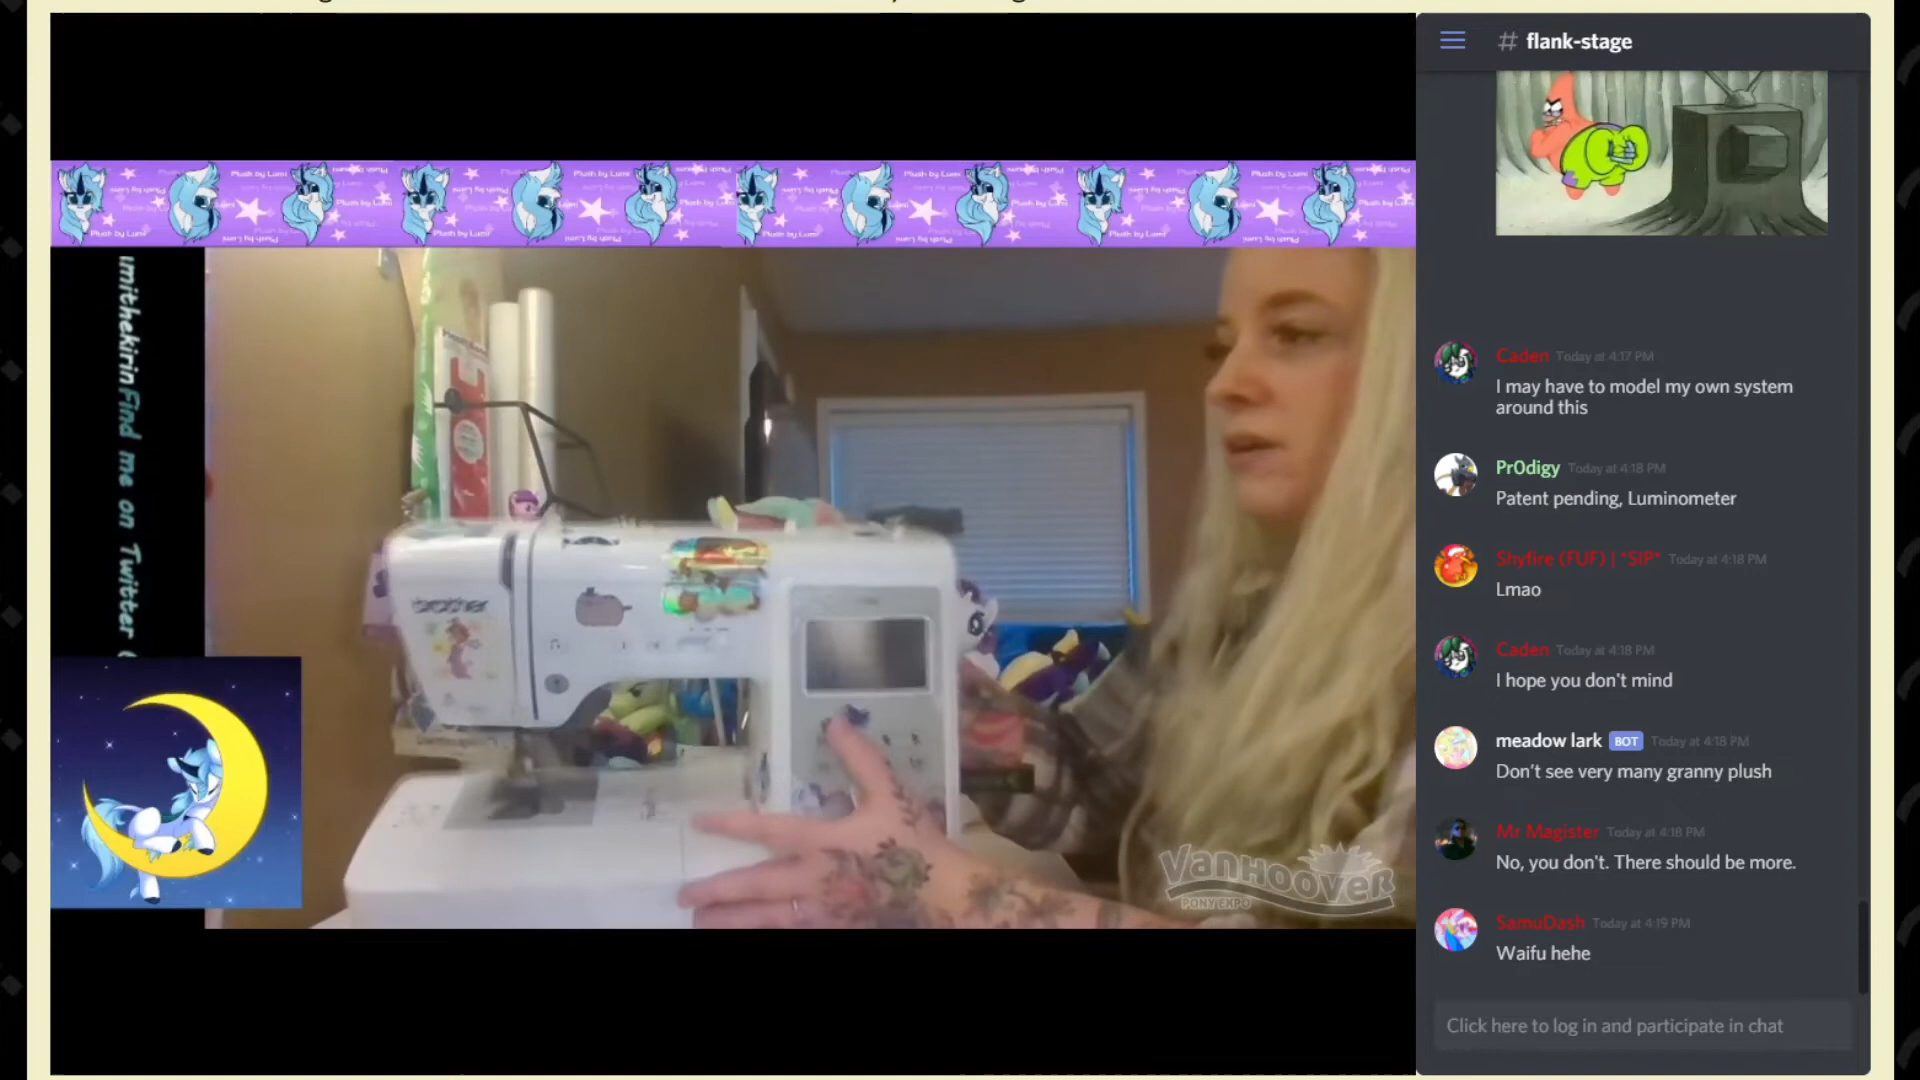 # flank-stage
Plush by Lumi
mithekirin Find me on Twitter
brother
VANHOOVER
PONY EXPO
Caden Today at 4:17 PM
I may have to model my own system
around this
Pr0digy Today at 4:18 PM
Patent pending, Luminometer
Shyfire (FUF) | *SIP* Today at 4:18 PM
Lmao
Caden Today at 4:18 PM
I hope you don't mind
meadow lark BOT Today at 4:18 PM
Don't see very many granny plush
Mr Magister Today at 4:18 PM
No, you don't. There should be more.
SamuDash Today at 4:19 PM
Waifu hehe
Click here to log in and participate in chat